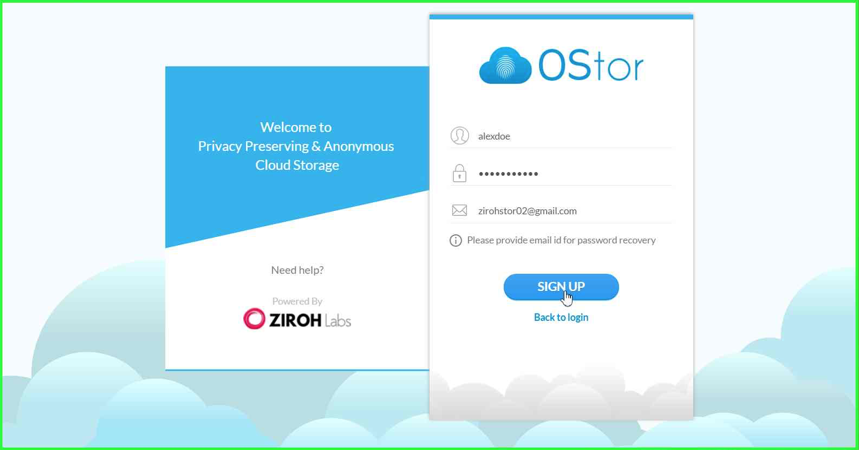 Welcome to
Privacy Preserving & Anonymous
Cloud Storage
Need help?
Powered By
ZIROH Labs
OStor
alexdoe
•••••••••••
zirohstor02@gmail.com
Please provide email id for password recovery
SIGN UP
Back to login